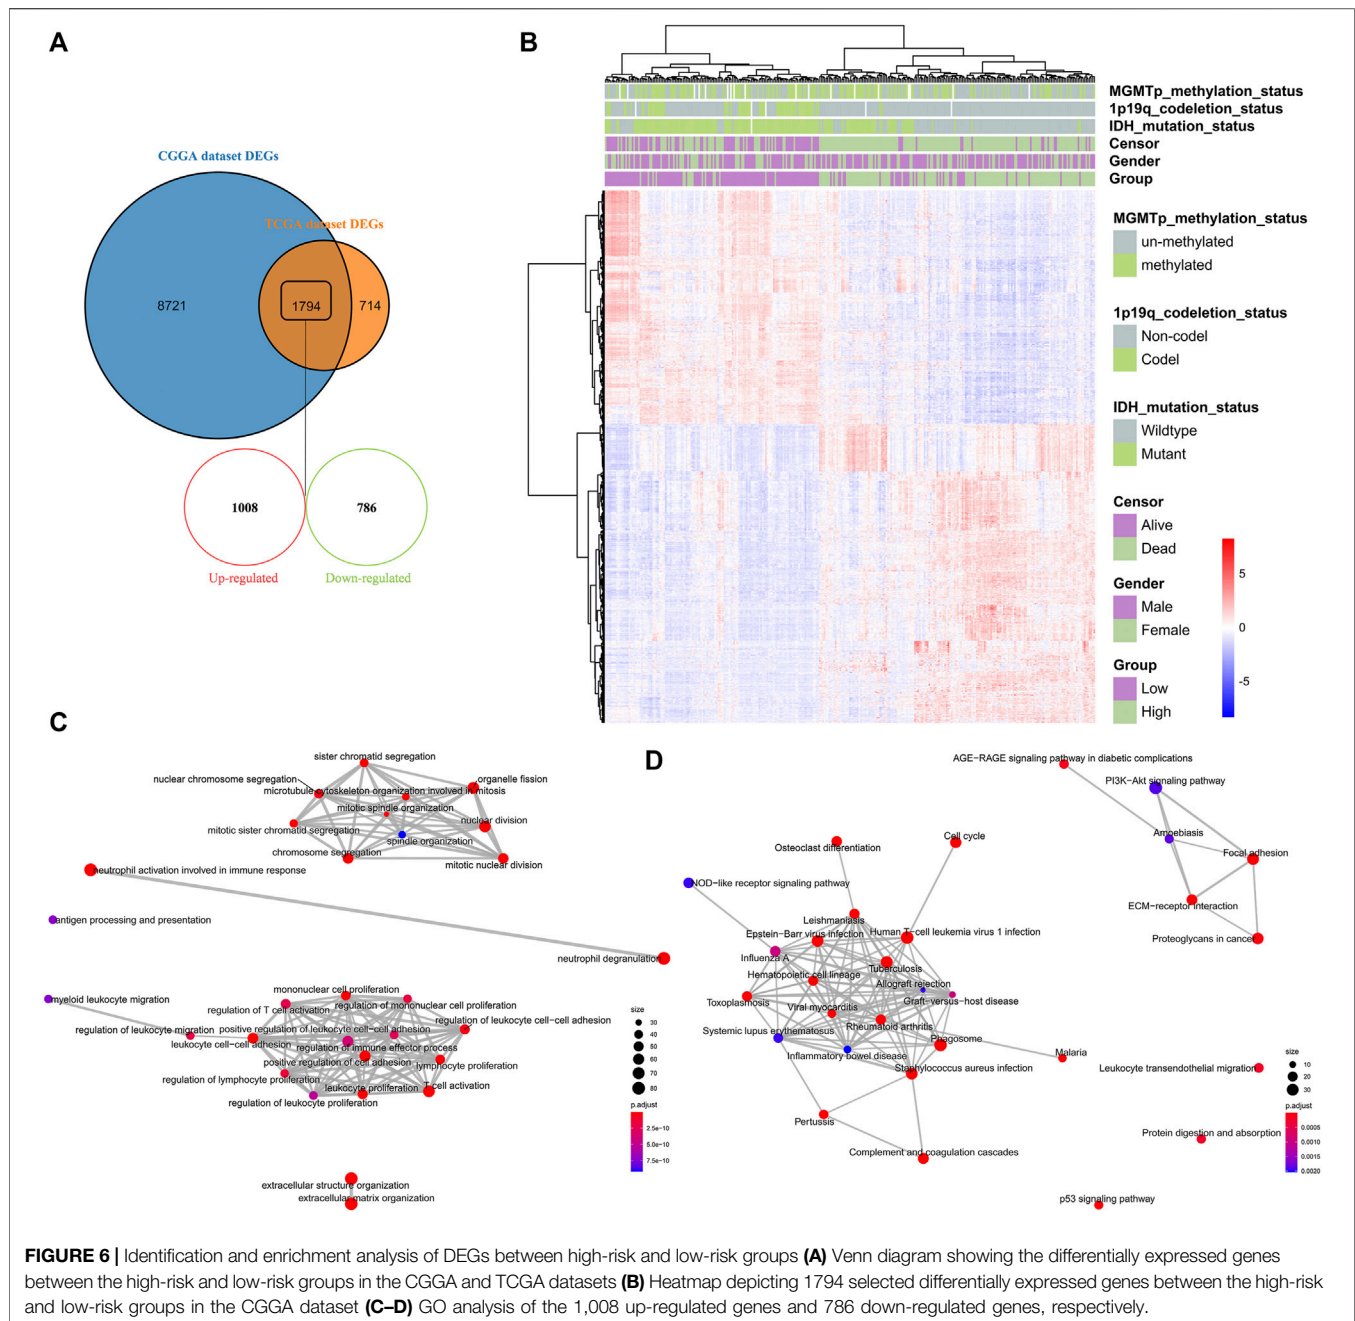 A
CGGA dataset DEGs
TCGA dataset DEGs
8721
1794
714
1008
786
Up-regulated
Down-regulated
B
MGMTp_methylation_status
1p19q_codeletion_status
IDH_mutation_status
Censor
Gender
Group
MGMTp_methylation_status
un-methylated
methylated
1p19q_codeletion_status
Non-codel
Codel
IDH_mutation_status
Wildtype
Mutant
Censor
Alive
Dead
Gender
Male
Female
Group
Low
High
5
0
-5
C
sister chromatid segregation
nuclear chromosome segregation
organelle fission
microtubule cytoskeleton organization involved in mitosis
mitotic spindle organization
nuclear division
mitotic sister chromatid segregation
spindle organization
chromosome segregation
mitotic nuclear division
neutrophil activation involved in immune response
antigen processing and presentation
neutrophil degranulation
myeloid leukocyte migration
mononuclear cell proliferation
regulation of T cell activation
regulation of mononuclear cell proliferation
regulation of leukocyte cell−cell adhesion
regulation of leukocyte migration
positive regulation of leukocyte cell−cell adhesion
leukocyte cell−cell adhesion
regulation of immune effector process
positive regulation of cell adhesion
lymphocyte proliferation
regulation of lymphocyte proliferation
leukocyte proliferation
T cell activation
regulation of leukocyte proliferation
extracellular structure organization
extracellular matrix organization
size
30
40
50
60
70
80
p.adjust
2.5e−10
5.0e−10
7.5e−10
D
AGE−RAGE signaling pathway in diabetic complications
PI3K−Akt signaling pathway
Amoebiasis
Focal adhesion
ECM−receptor interaction
Proteoglycans in cancer
Osteoclast differentiation
Cell cycle
NOD−like receptor signaling pathway
Leishmaniasis
Epstein−Barr virus infection
Human T−cell leukemia virus 1 infection
Influenza A
Tuberculosis
Hematopoietic cell lineage
Allograft rejection
Toxoplasmosis
Graft−versus−host disease
Viral myocarditis
Systemic lupus erythematosus
Rheumatoid arthritis
Phagosome
Inflammatory bowel disease
Malaria
Staphylococcus aureus infection
Leukocyte transendothelial migration
Pertussis
Protein digestion and absorption
Complement and coagulation cascades
p53 signaling pathway
size
10
20
30
p.adjust
0.0005
0.0010
0.0015
0.0020
FIGURE 6 | Identification and enrichment analysis of DEGs between high-risk and low-risk groups (A) Venn diagram showing the differentially expressed genes
between the high-risk and low-risk groups in the CGGA and TCGA datasets (B) Heatmap depicting 1794 selected differentially expressed genes between the high-risk
and low-risk groups in the CGGA dataset (C–D) GO analysis of the 1,008 up-regulated genes and 786 down-regulated genes, respectively.